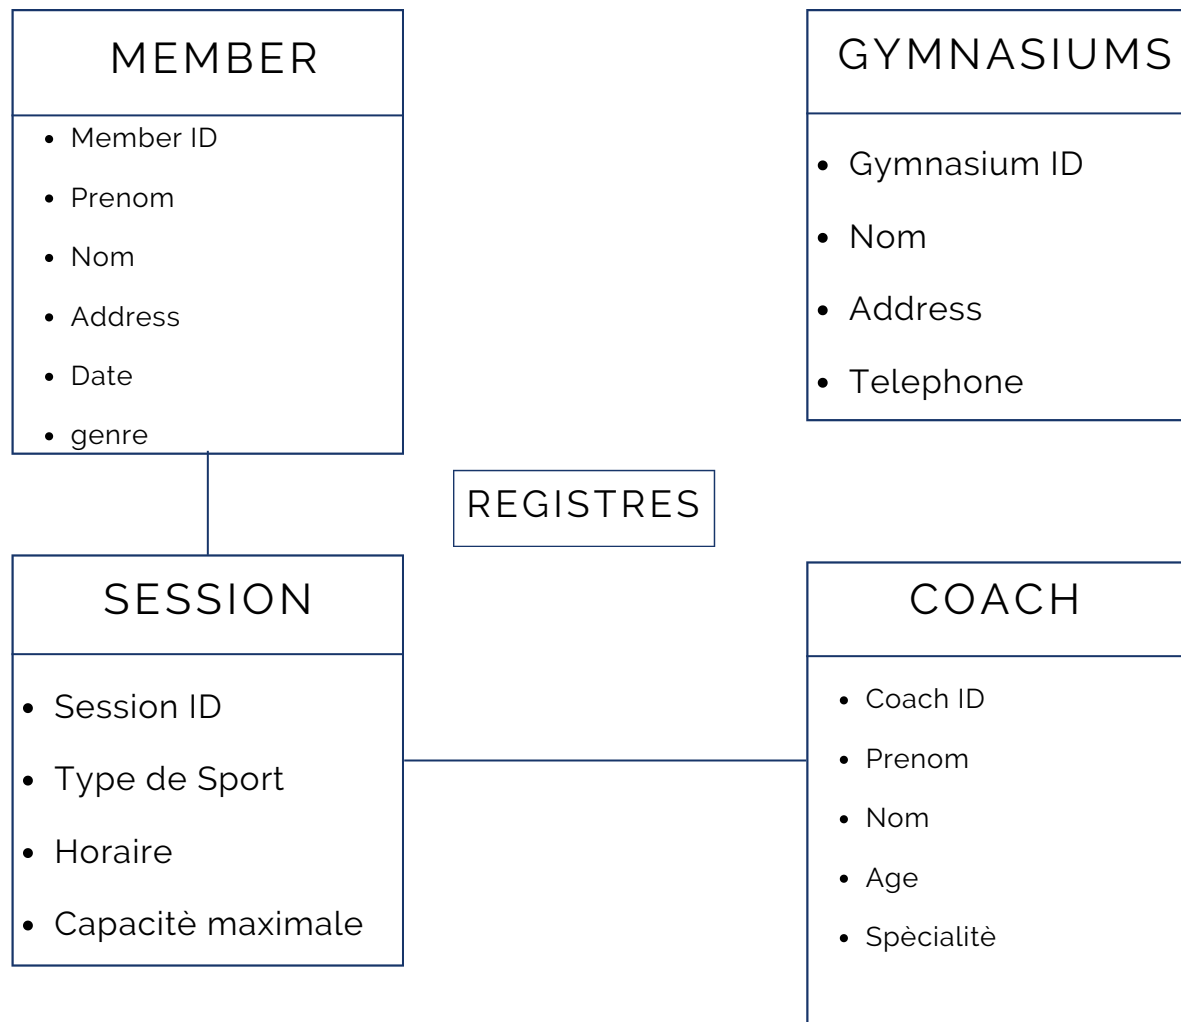 MEMBER
Member ID
Prenom
Nom
Address
Date
genre
GYMNASIUMS
Gymnasium ID
Nom
Address
Telephone
REGISTRES
SESSION
Session ID
Type de Sport
Horaire
Capacitè maximale
COACH
Coach ID
Prenom
Nom
Age
Spècialitè